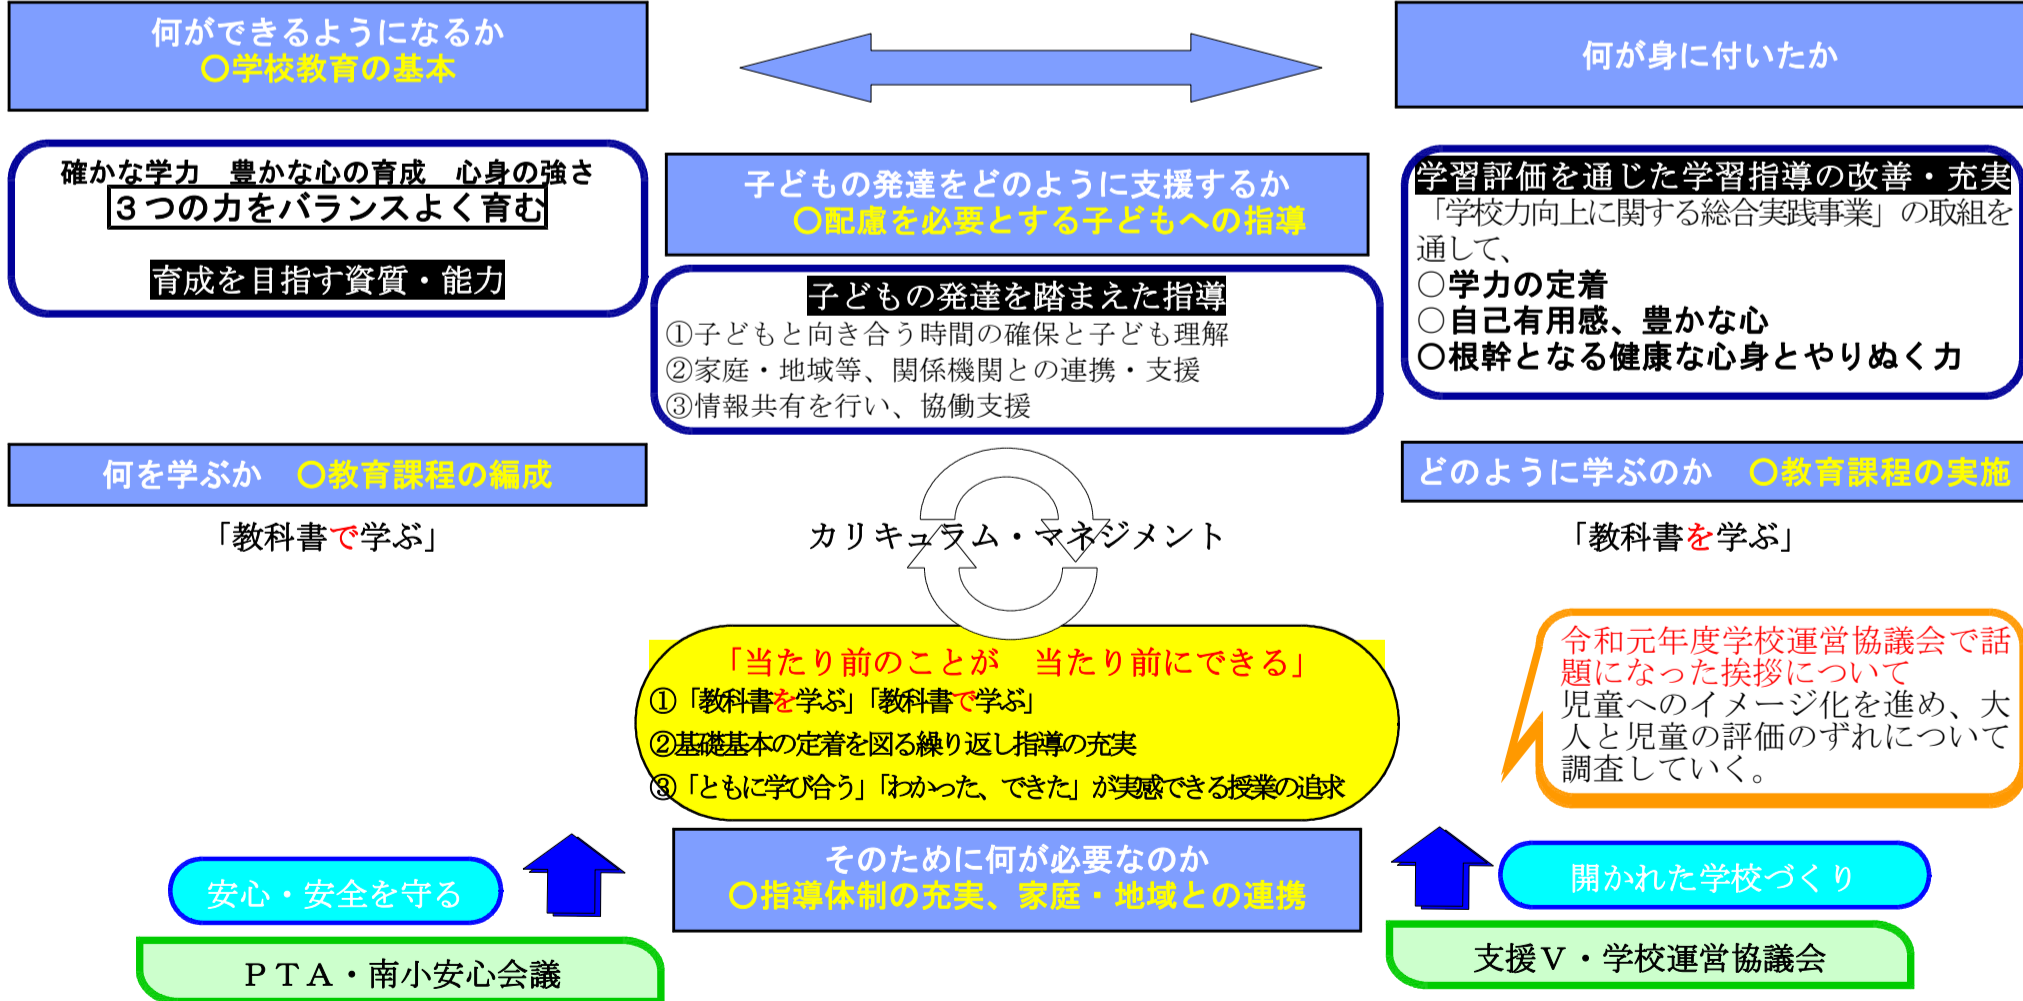 何ができるようになるか
○学校教育の基本
何が身に付いたか
確かな学力　豊かな心の育成　心身の強さ
３つの力をバランスよく育む
育成を目指す資質・能力
子どもの発達をどのように支援するか
○配慮を必要とする子どもへの指導
子どもの発達を踏まえた指導
①子どもと向き合う時間の確保と子ども理解
②家庭・地域等、関係機関との連携・支援
③情報共有を行い、協働支援
学習評価を通じた学習指導の改善・充実
「学校力向上に関する総合実践事業」の取組を
通して、
○学力の定着
○自己有用感、豊かな心
○根幹となる健康な心身とやりぬく力
何を学ぶか　○教育課程の編成
「教科書で学ぶ」
カリキュラム・マネジメント
どのように学ぶのか　○教育課程の実施
「教科書を学ぶ」
「当たり前のことが　当たり前にできる」
①「教科書を学ぶ」「教科書で学ぶ」
②基礎基本の定着を図る繰り返し指導の充実
③「ともに学び合う」「わかった、できた」が実感できる授業の追求
令和元年度学校運営協議会で話
題になった挨拶について
児童へのイメージ化を進め、大
人と児童の評価のずれについて
調査していく。
そのために何が必要なのか
○指導体制の充実、家庭・地域との連携
安心・安全を守る
ＰＴＡ・南小安心会議
開かれた学校づくり
支援Ｖ・学校運営協議会